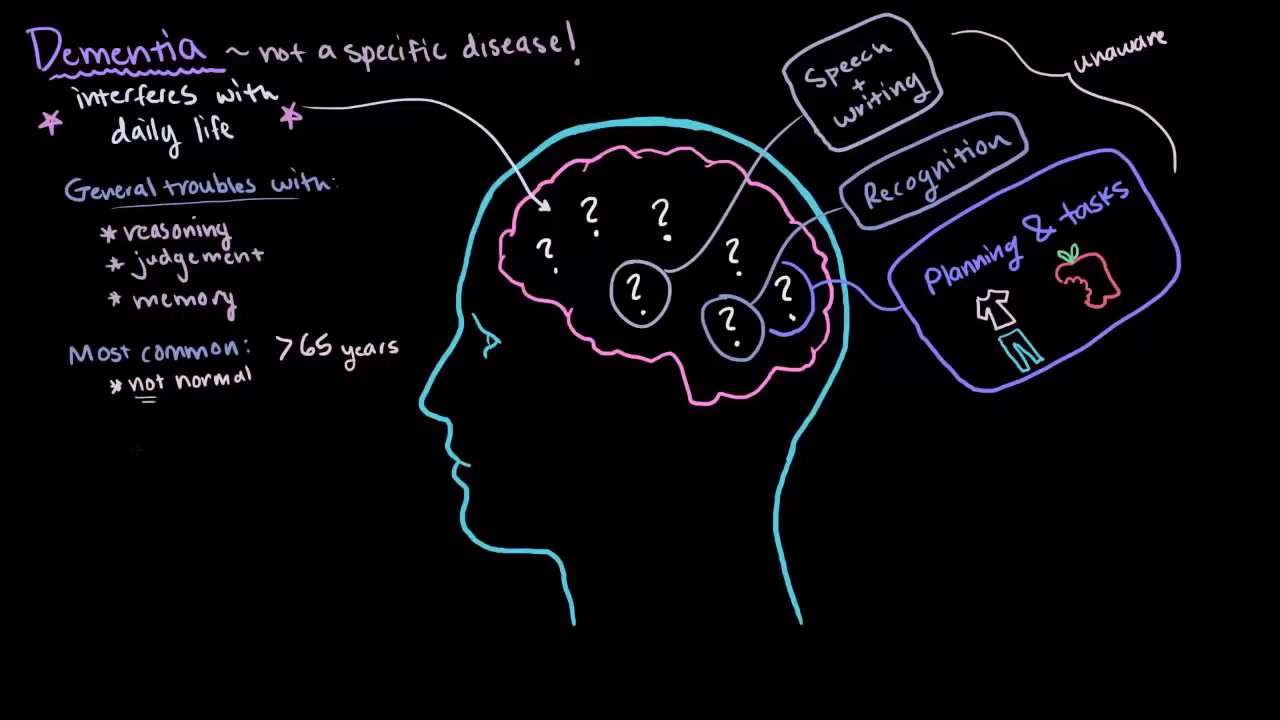 Dementia ~ not a specific disease!
* interferes with *
daily life
General troubles with:
* reasoning
* judgement
* memory
Most common: >65 years
* not normal
? ? ? ? ? ? ? ?
Speech
+
writing
Recognition
Planning & tasks
unaware